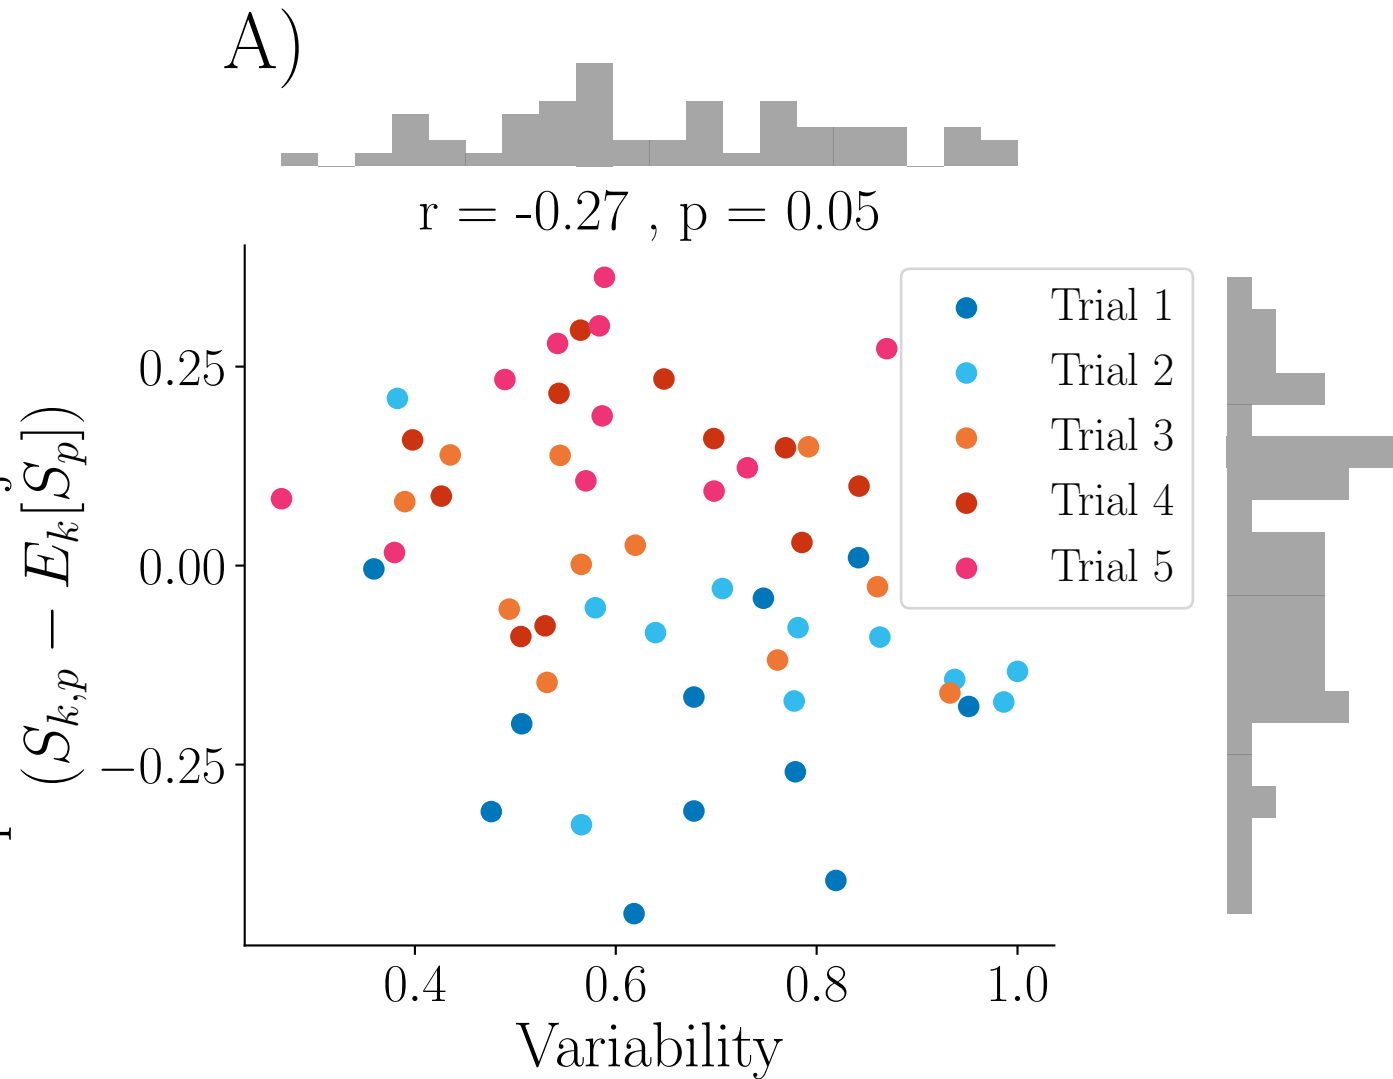 A)
r = -0.27 , p = 0.05
Trial 1
Trial 2
Trial 3
Trial 4
Trial 5
0.25
0.00
−0.25
(S_{k,p} − E_k[S_p])
0.4 0.6 0.8 1.0
Variability